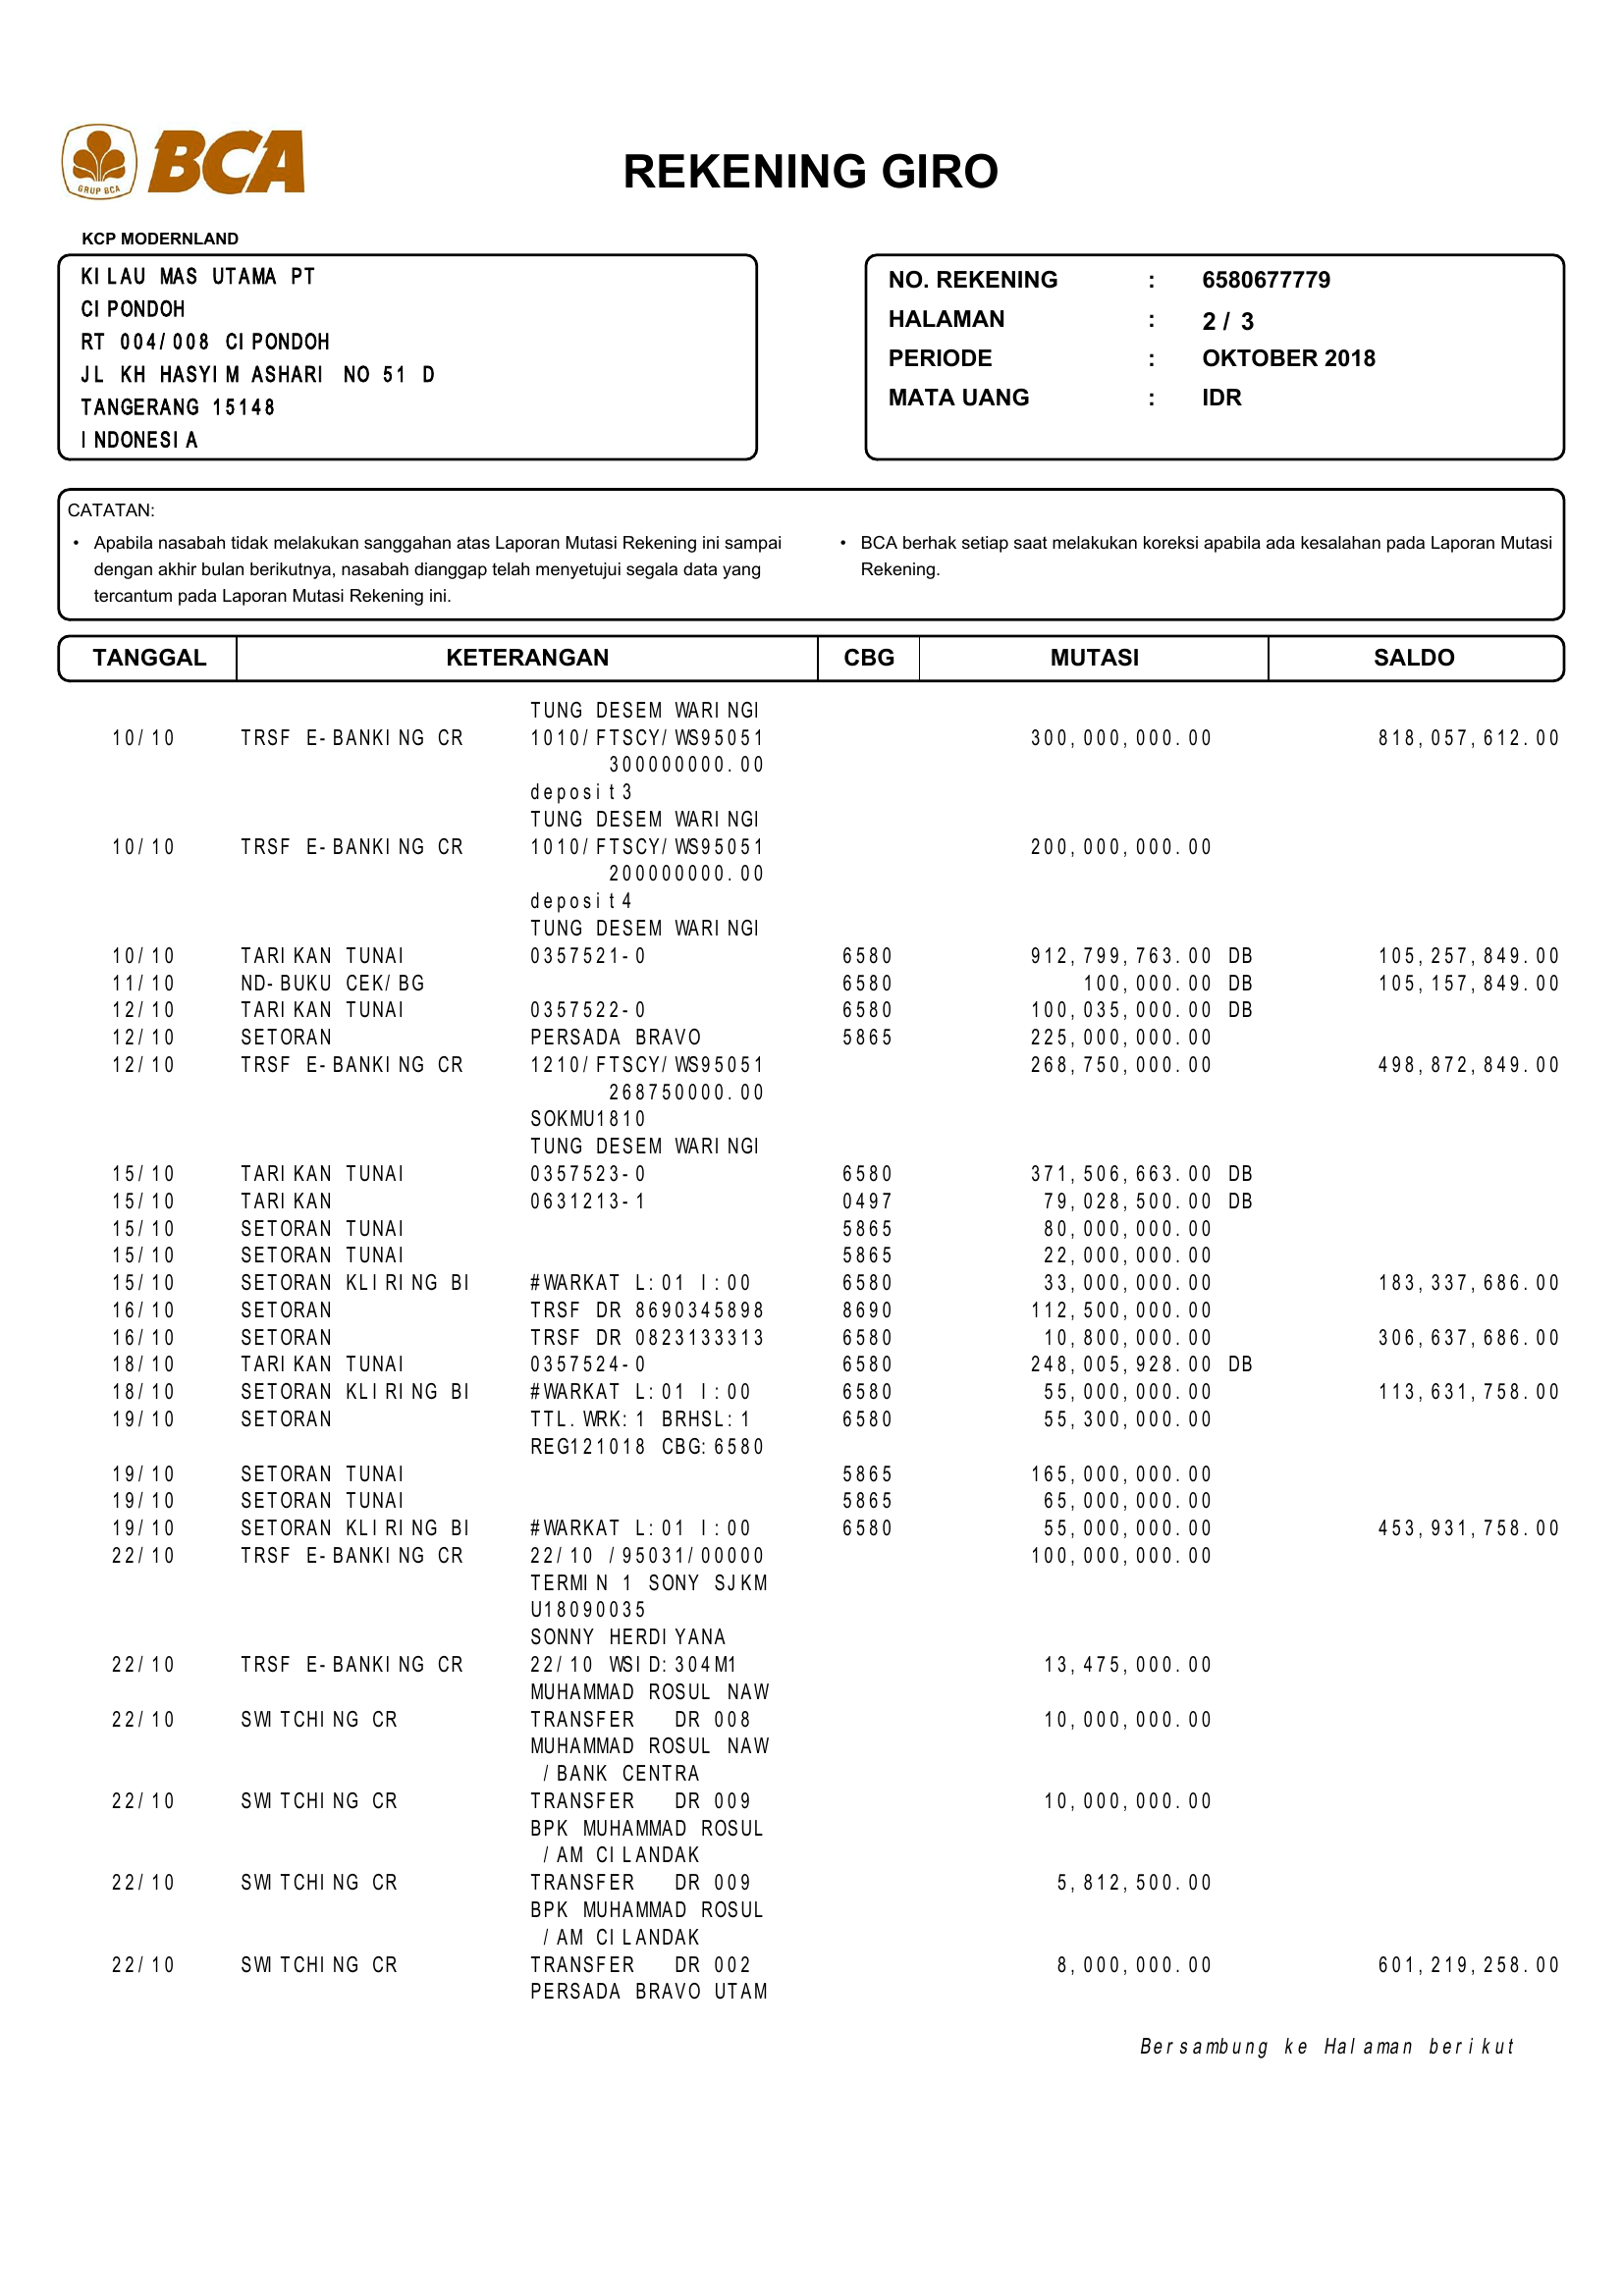 GRUP BCA
BCA
REKENING GIRO
KCP MODERNLAND
KILAU MAS UTAMA PT
CIPONDOH
RT 004/008 CIPONDOH
JL KH HASYIM ASHARI NO 51 D
TANGERANG 15148
INDONESIA
NO. REKENING : 6580677779
HALAMAN : 2 / 3
PERIODE : OKTOBER 2018
MATA UANG : IDR
CATATAN:
• Apabila nasabah tidak melakukan sanggahan atas Laporan Mutasi Rekening ini sampai
dengan akhir bulan berikutnya, nasabah dianggap telah menyetujui segala data yang
tercantum pada Laporan Mutasi Rekening ini.
• BCA berhak setiap saat melakukan koreksi apabila ada kesalahan pada Laporan Mutasi
Rekening.
TANGGAL KETERANGAN CBG MUTASI SALDO
TUNG DESEM WARINGI
10/10 TRSF E-BANKING CR 1010/FTSCY/WS95051 300,000,000.00 818,057,612.00
300000000.00
deposit3
TUNG DESEM WARINGI
10/10 TRSF E-BANKING CR 1010/FTSCY/WS95051 200,000,000.00
200000000.00
deposit4
TUNG DESEM WARINGI
10/10 TARIKAN TUNAI 0357521-0 6580 912,799,763.00 DB 105,257,849.00
11/10 ND-BUKU CEK/BG 6580 100,000.00 DB 105,157,849.00
12/10 TARIKAN TUNAI 0357522-0 6580 100,035,000.00 DB
12/10 SETORAN PERSADA BRAVO 5865 225,000,000.00
12/10 TRSF E-BANKING CR 1210/FTSCY/WS95051 268,750,000.00 498,872,849.00
268750000.00
SOKMU1810
TUNG DESEM WARINGI
15/10 TARIKAN TUNAI 0357523-0 6580 371,506,663.00 DB
15/10 TARIKAN 0631213-1 0497 79,028,500.00 DB
15/10 SETORAN TUNAI 5865 80,000,000.00
15/10 SETORAN TUNAI 5865 22,000,000.00
15/10 SETORAN KLIRING BI #WARKAT L:01 I:00 6580 33,000,000.00 183,337,686.00
16/10 SETORAN TRSF DR 8690345898 8690 112,500,000.00
16/10 SETORAN TRSF DR 0823133313 6580 10,800,000.00 306,637,686.00
18/10 TARIKAN TUNAI 0357524-0 6580 248,005,928.00 DB
18/10 SETORAN KLIRING BI #WARKAT L:01 I:00 6580 55,000,000.00 113,631,758.00
19/10 SETORAN TTL.WRK:1 BRHSL:1 6580 55,300,000.00
REG121018 CBG:6580
19/10 SETORAN TUNAI 5865 165,000,000.00
19/10 SETORAN TUNAI 5865 65,000,000.00
19/10 SETORAN KLIRING BI #WARKAT L:01 I:00 6580 55,000,000.00 453,931,758.00
22/10 TRSF E-BANKING CR 22/10 /95031/00000 100,000,000.00
TERMIN 1 SONY SJKM
U18090035
SONNY HERDIYANA
22/10 TRSF E-BANKING CR 22/10 WSID:304M1 13,475,000.00
MUHAMMAD ROSUL NAW
22/10 SWITCHING CR TRANSFER DR 008 10,000,000.00
MUHAMMAD ROSUL NAW
/BANK CENTRA
22/10 SWITCHING CR TRANSFER DR 009 10,000,000.00
BPK MUHAMMAD ROSUL
/AM CILANDAK
22/10 SWITCHING CR TRANSFER DR 009 5,812,500.00
BPK MUHAMMAD ROSUL
/AM CILANDAK
22/10 SWITCHING CR TRANSFER DR 002 8,000,000.00 601,219,258.00
PERSADA BRAVO UTAM
Bersambung ke Halaman berikut